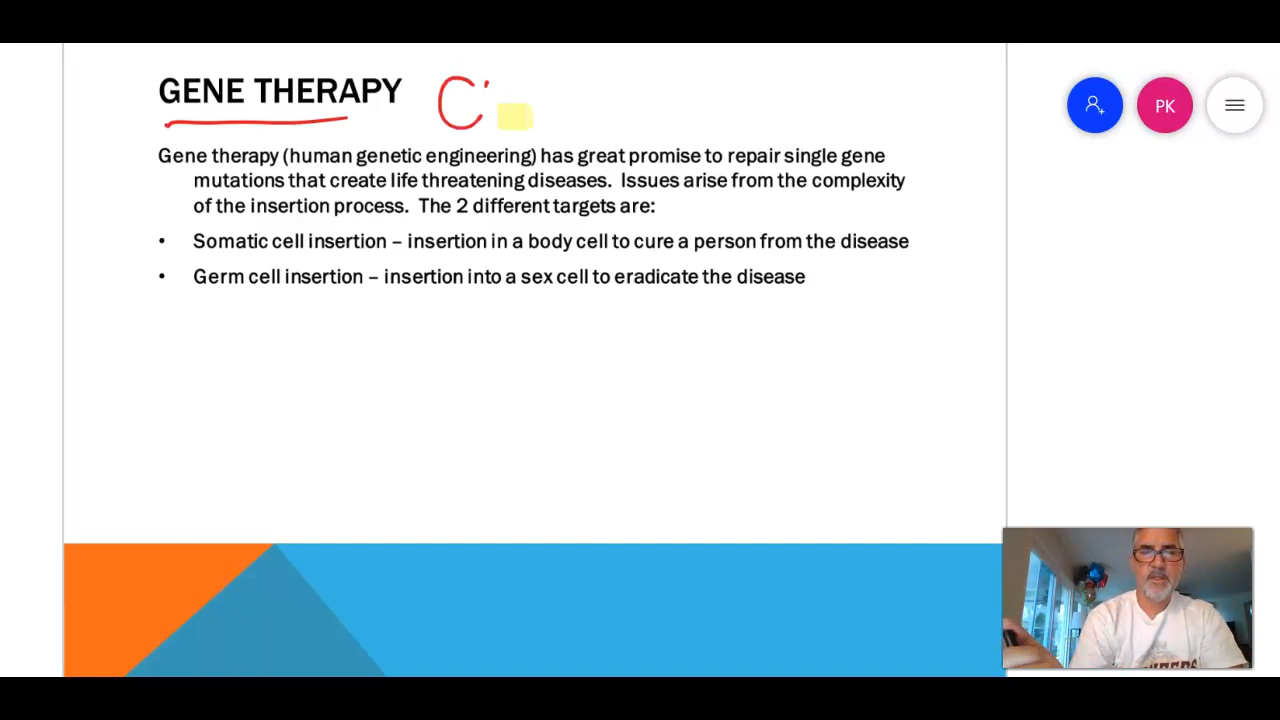 GENE THERAPY C'
PK
Gene therapy (human genetic engineering) has great promise to repair single gene
mutations that create life threatening diseases. Issues arise from the complexity
of the insertion process. The 2 different targets are:
• Somatic cell insertion – insertion in a body cell to cure a person from the disease
• Germ cell insertion – insertion into a sex cell to eradicate the disease